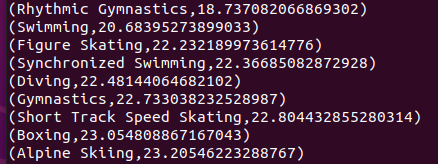 (Rhythmic Gymnastics,18.737082066869302)
(Swimming,20.68395273899033)
(Figure Skating,22.232189973614776)
(Synchronized Swimming,22.36685082872928)
(Diving,22.48144064682102)
(Gymnastics,22.733038232528987)
(Short Track Speed Skating,22.804432855280314)
(Boxing,23.054808867167043)
(Alpine Skiing,23.20546223288767)